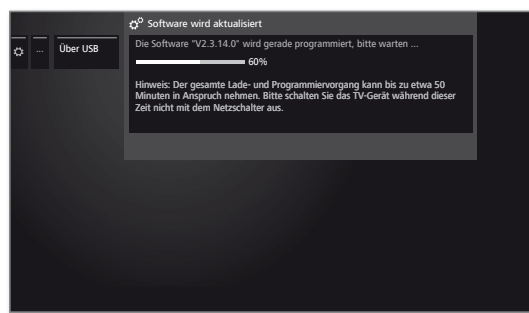 Software wird aktualisiert
... Über USB
Die Software "V2.3.14.0" wird gerade programmiert, bitte warten ...
60%
Hinweis: Der gesamte Lade- und Programmiervorgang kann bis zu etwa 50
Minuten in Anspruch nehmen. Bitte schalten Sie das TV-Gerät während dieser
Zeit nicht mit dem Netzschalter aus.